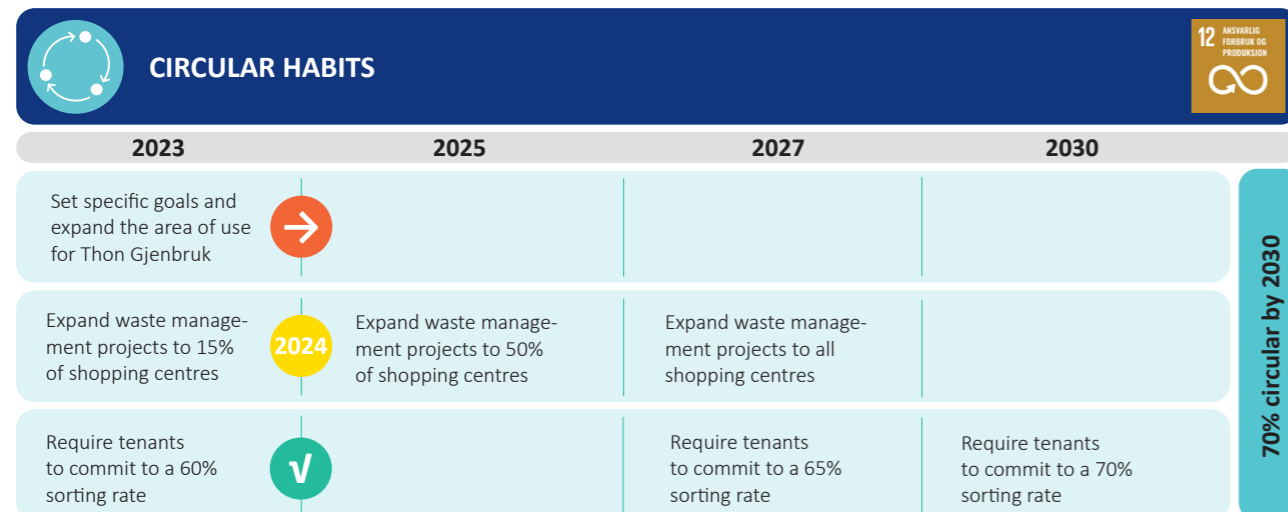 CIRCULAR HABITS
12 ANSVARLIG
FORBRUK OG
PRODUKSJON
2023 2025 2027 2030
Set specific goals and
expand the area of use
for Thon Gjenbruk
Expand waste manage-
ment projects to 15%
of shopping centres
2024
Expand waste manage-
ment projects to 50%
of shopping centres
Expand waste manage-
ment projects to all
shopping centres
Require tenants
to commit to a 60%
sorting rate
√
Require tenants
to commit to a 65%
sorting rate
Require tenants
to commit to a 70%
sorting rate
70% circular by 2030